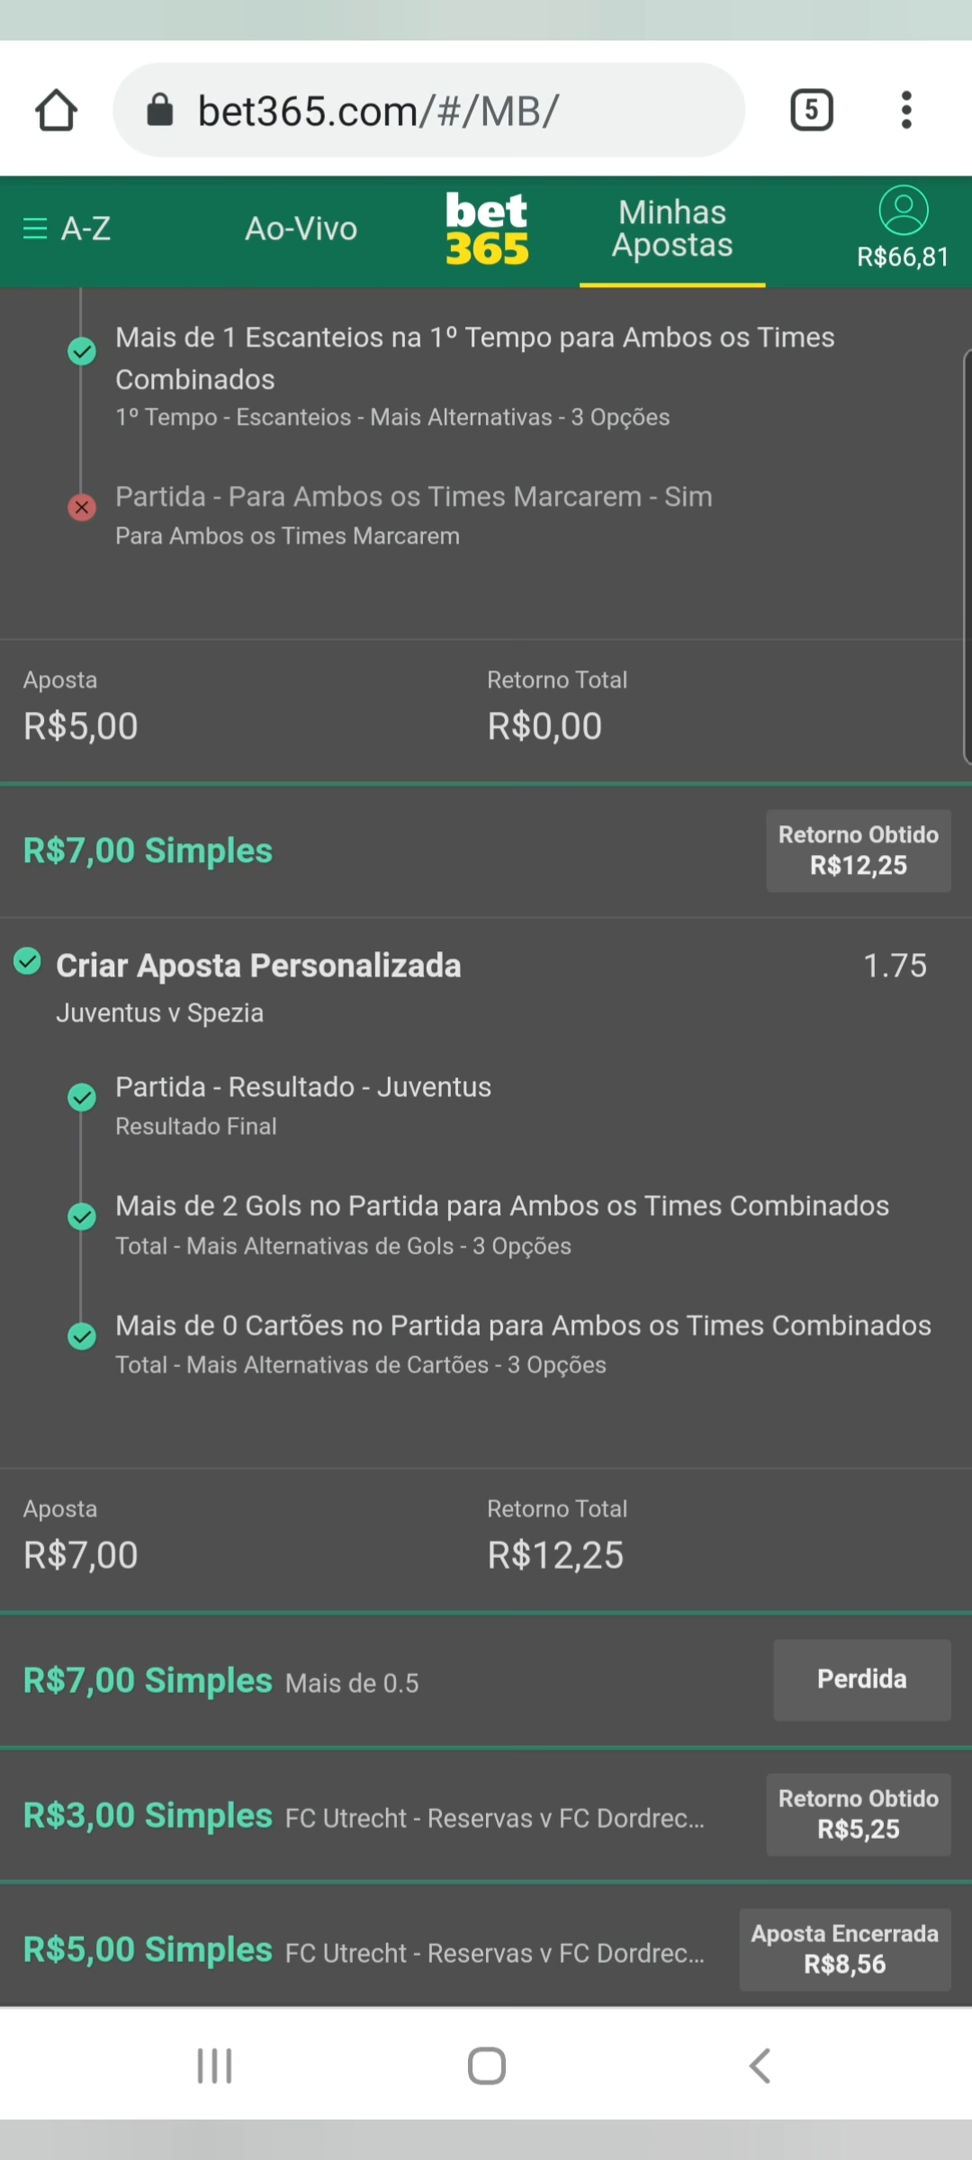 bet365.com/#/MB/
5
A-Z
Ao-Vivo
bet
365
Minhas
Apostas
R$66,81
Mais de 1 Escanteios na 1º Tempo para Ambos os Times
Combinados
1º Tempo - Escanteios - Mais Alternativas - 3 Opções
Partida - Para Ambos os Times Marcarem - Sim
Para Ambos os Times Marcarem
Aposta
Retorno Total
R$5,00
R$0,00
R$7,00 Simples
Retorno Obtido
R$12,25
Criar Aposta Personalizada
1.75
Juventus v Spezia
Partida - Resultado - Juventus
Resultado Final
Mais de 2 Gols no Partida para Ambos os Times Combinados
Total - Mais Alternativas de Gols - 3 Opções
Mais de 0 Cartões no Partida para Ambos os Times Combinados
Total - Mais Alternativas de Cartões - 3 Opções
Aposta
Retorno Total
R$7,00
R$12,25
R$7,00 Simples Mais de 0.5
Perdida
R$3,00 Simples FC Utrecht - Reservas v FC Dordrec...
Retorno Obtido
R$5,25
R$5,00 Simples FC Utrecht - Reservas v FC Dordrec...
Aposta Encerrada
R$8,56